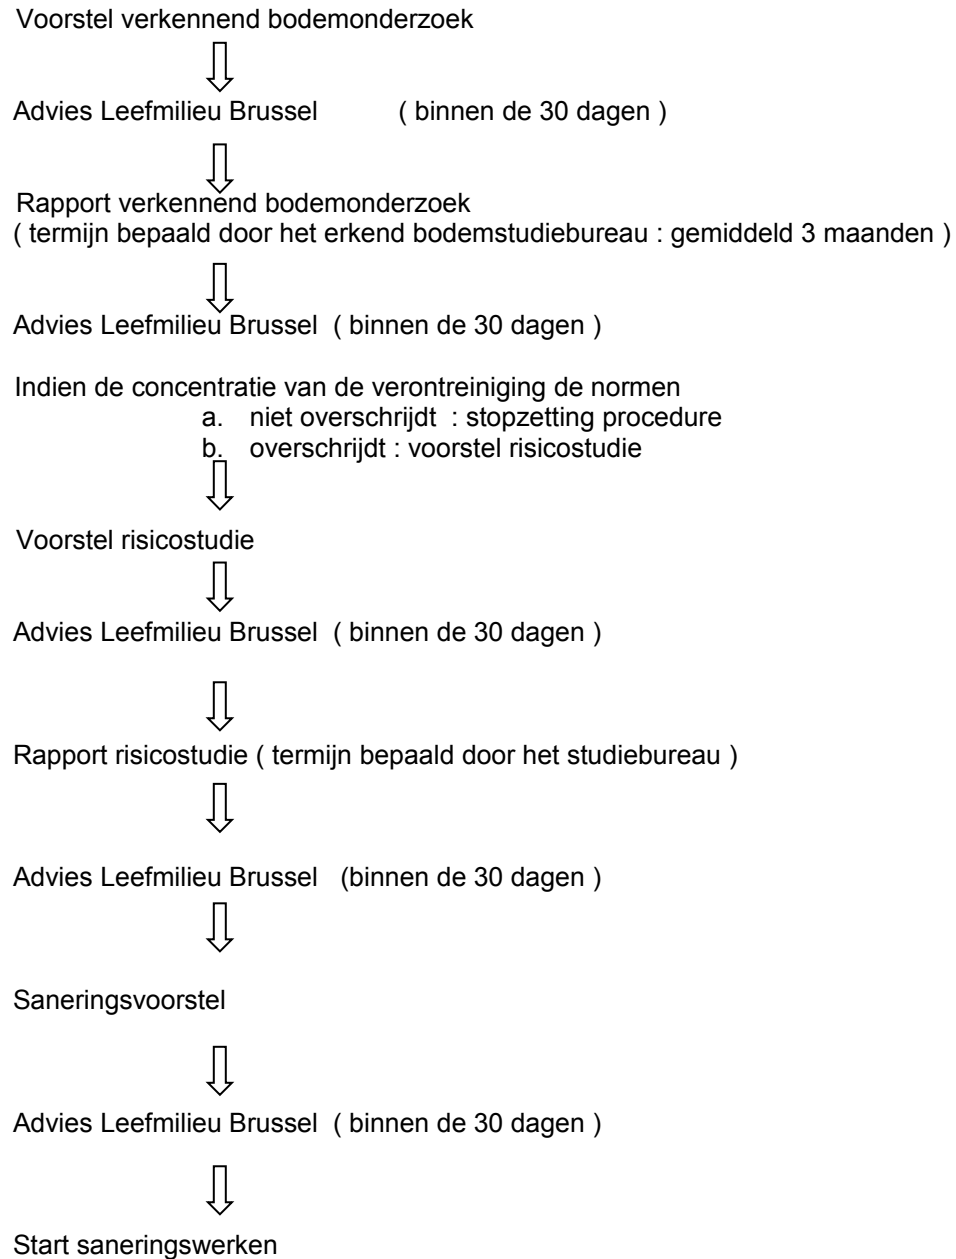 Voorstel verkennend bodemonderzoek
Advies Leefmilieu Brussel ( binnen de 30 dagen )
Rapport verkennend bodemonderzoek
( termijn bepaald door het erkend bodemstudiebureau : gemiddeld 3 maanden )
Advies Leefmilieu Brussel ( binnen de 30 dagen )
Indien de concentratie van de verontreiniging de normen
a. niet overschrijdt : stopzetting procedure
b. overschrijdt : voorstel risicostudie
Voorstel risicostudie
Advies Leefmilieu Brussel ( binnen de 30 dagen )
Rapport risicostudie ( termijn bepaald door het studiebureau )
Advies Leefmilieu Brussel (binnen de 30 dagen )
Saneringsvoorstel
Advies Leefmilieu Brussel ( binnen de 30 dagen )
Start saneringswerken